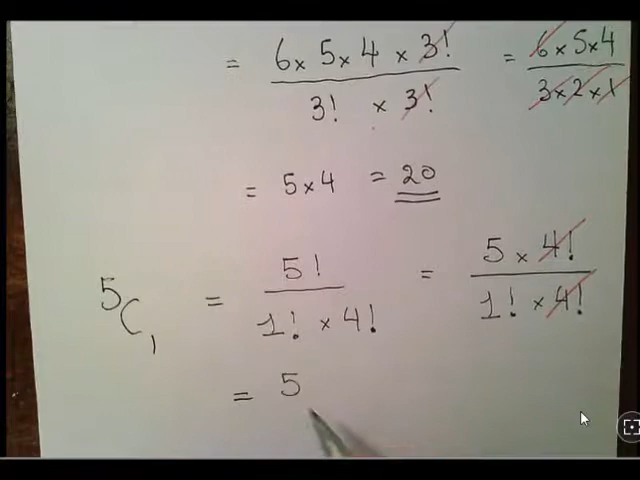 = 6 x 5 x 4 x 3! / 3! x 3! = 6 x 5 x 4 / 3 x 2 x 1
= 5 x 4 = 20
5C1 = 5! / 1! x 4! = 5 x 4! / 1! x 4!
= 5